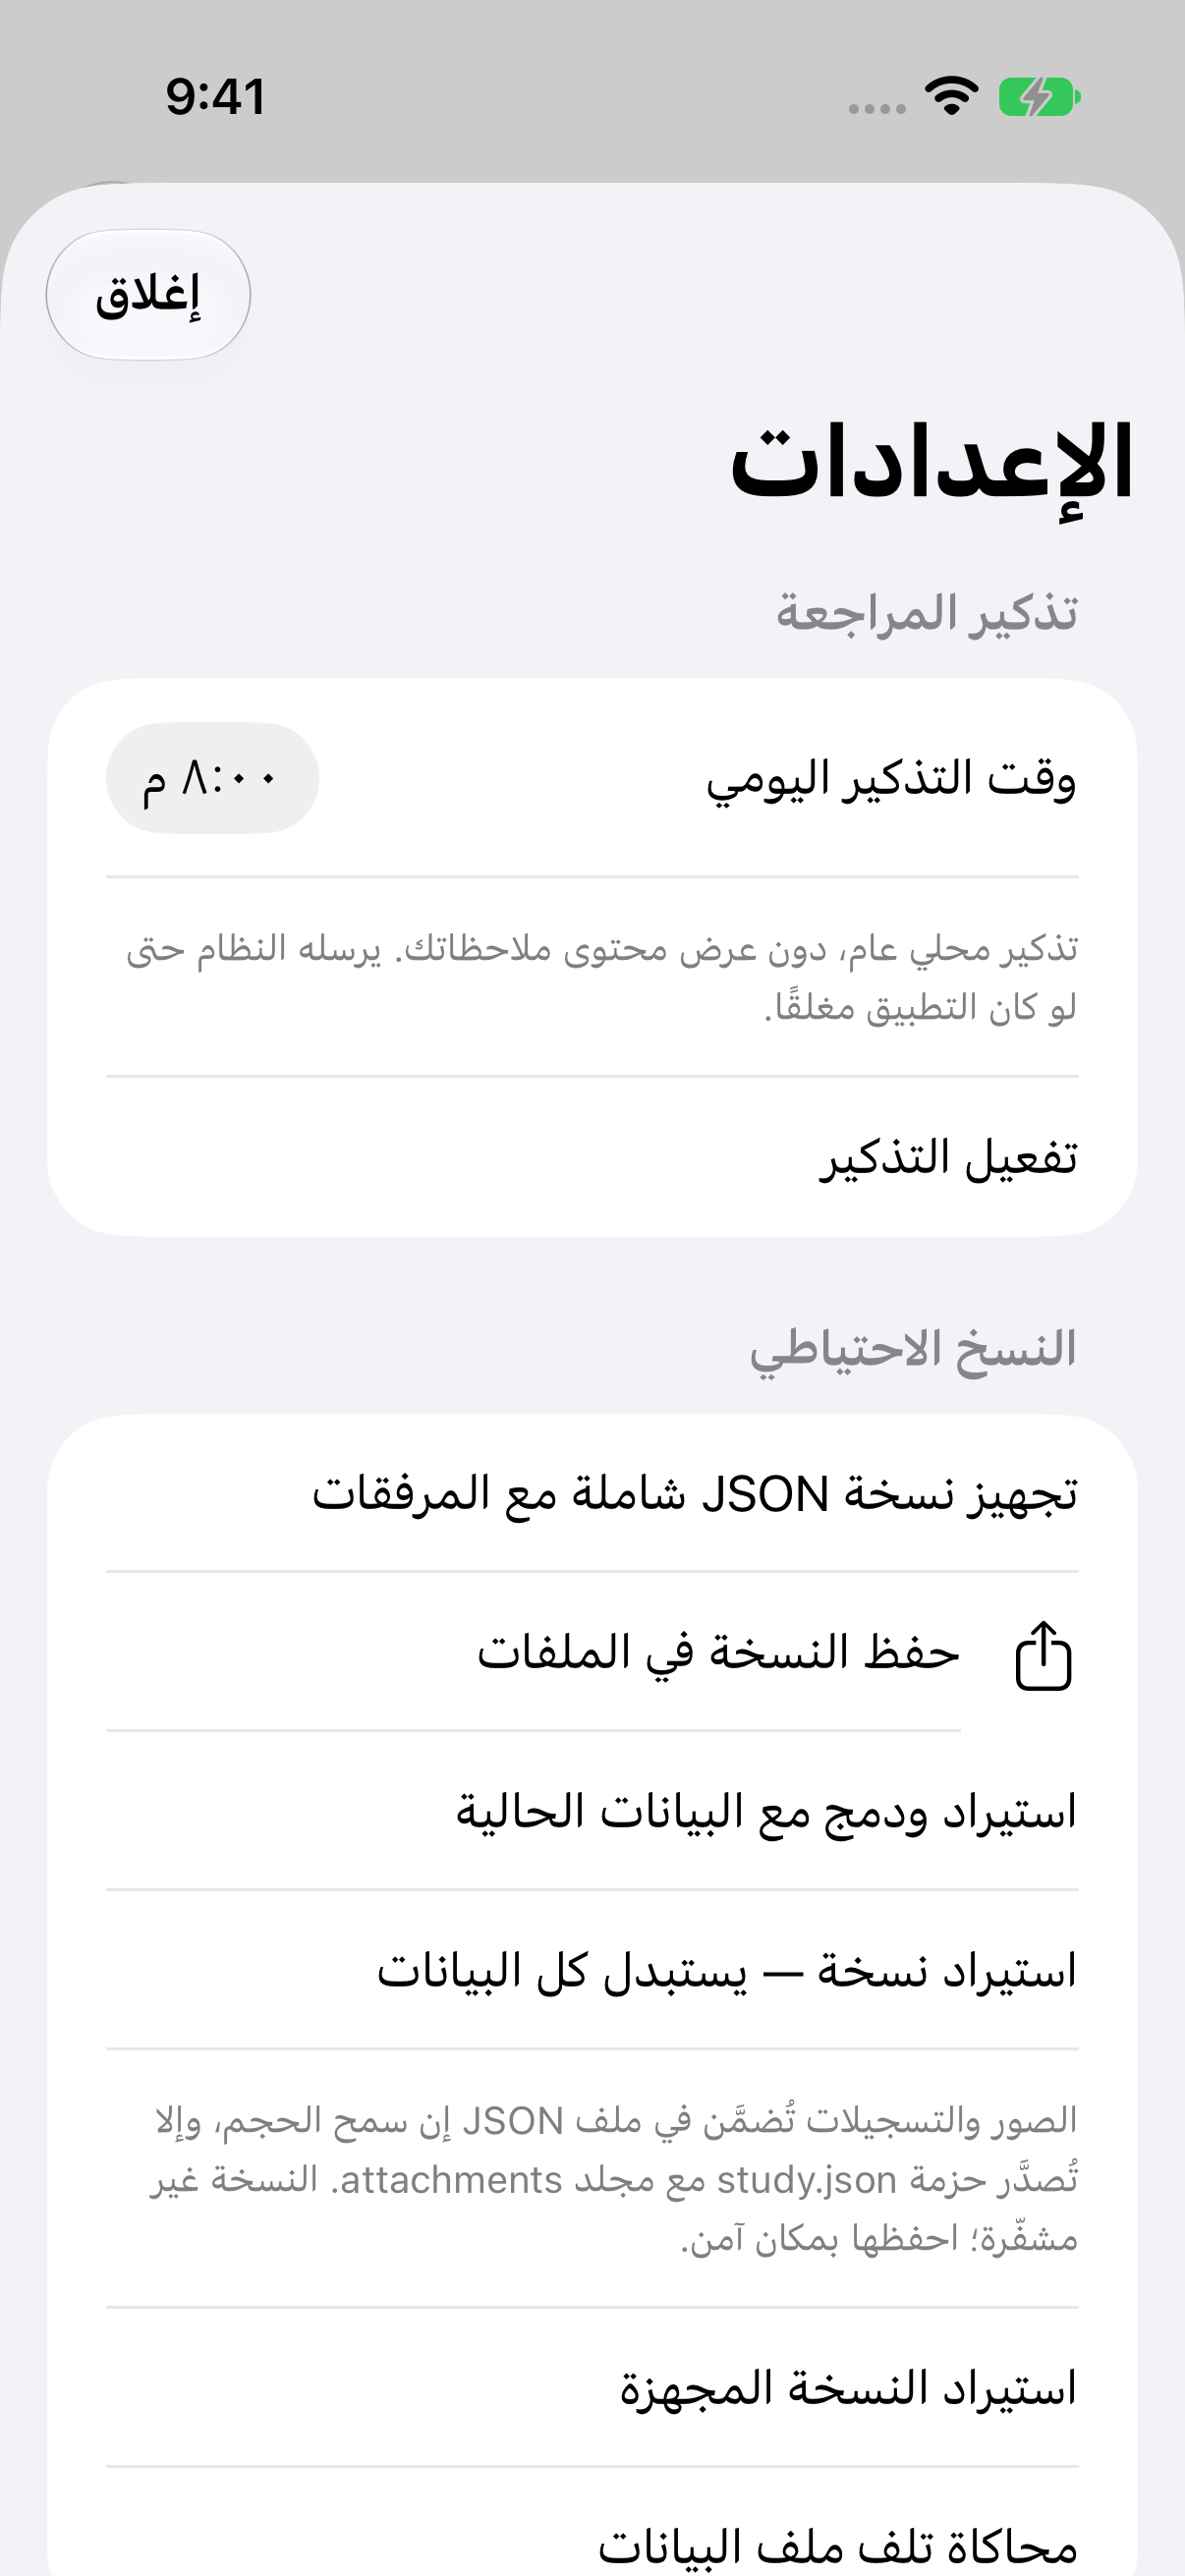 9:41
إغلاق
الإعدادات
تذكير المراجعة
وقت التذكير اليومي
٨:٠٠ م
تذكير محلي عام، دون عرض محتوى ملاحظاتك. يرسله النظام حتى
لو كان التطبيق مغلقًا.
تفعيل التذكير
النسخ الاحتياطي
تجهيز نسخة JSON شاملة مع المرفقات
حفظ النسخة في الملفات
استيراد ودمج مع البيانات الحالية
استيراد نسخة — يستبدل كل البيانات
الصور والتسجيلات تُضمَّن في ملف JSON إن سمح الحجم، وإلا
تُصدَّر حزمة study.json مع مجلد attachments. النسخة غير
مشفّرة؛ احفظها بمكان آمن.
استيراد النسخة المجهزة
محاكاة تلف ملف البيانات